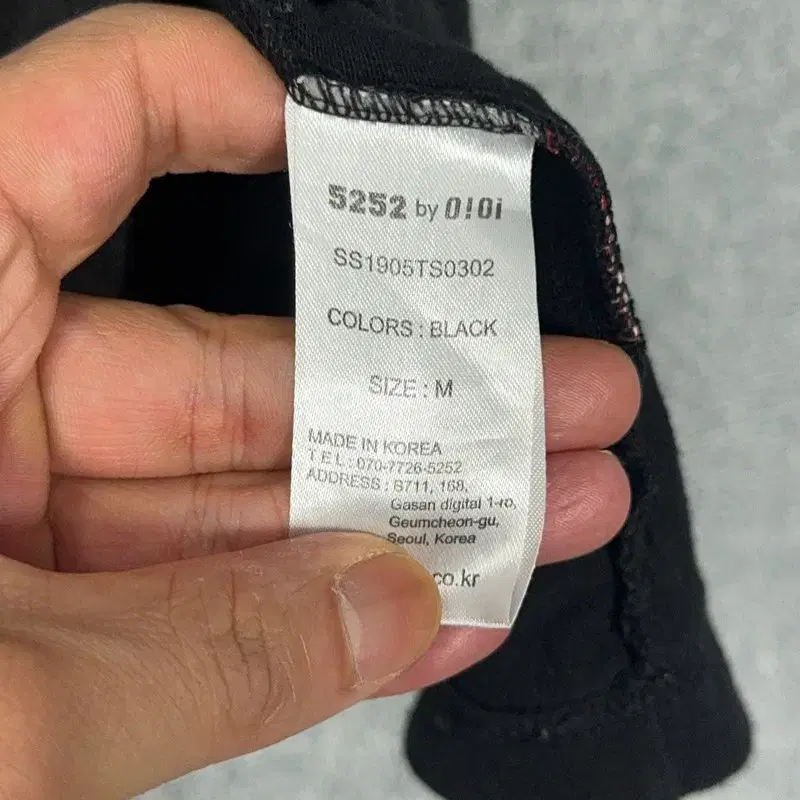 5252 by O!Oi
SS1905TS0302
COLORS : BLACK
SIZE : M
MADE IN KOREA
TEL : 070-7726-5252
ADDRESS : B711, 168,
Gasan digital 1-ro,
Geumcheon-gu,
Seoul, Korea
.co.kr